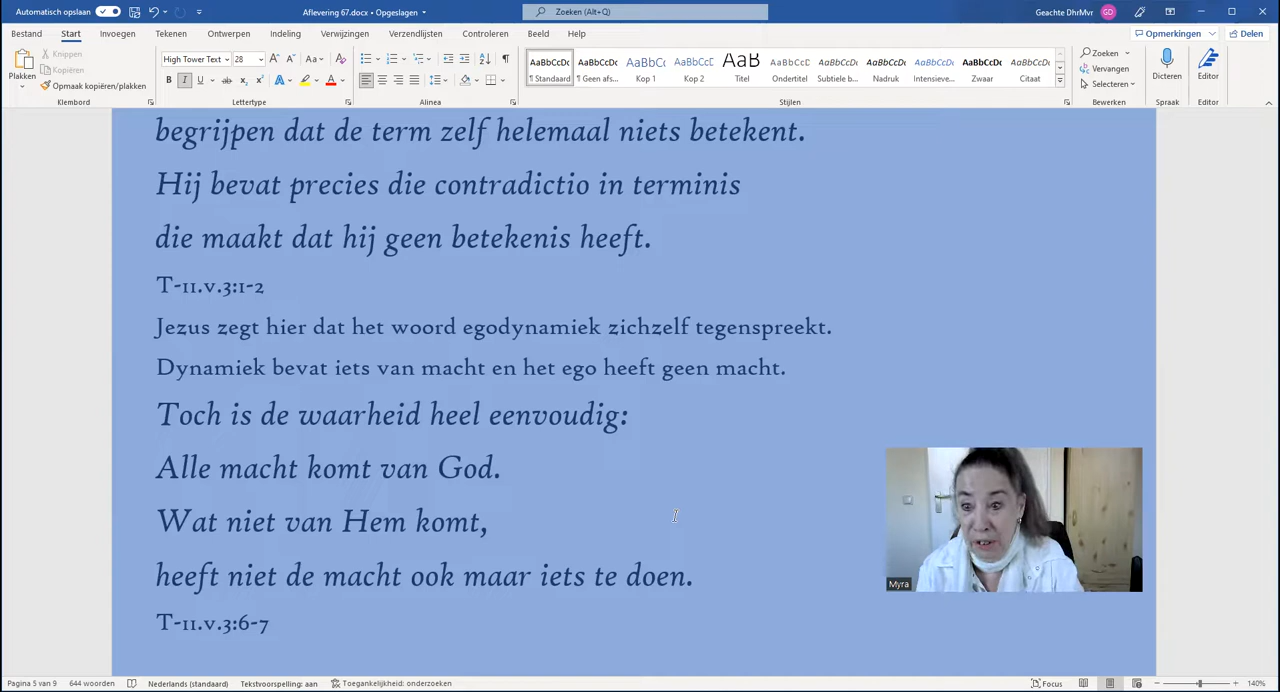 Automatisch opslaan
Aflevering 67.docx • Opgeslagen
Zoeken (Alt+Q)
Geachte DhrMvr
GD
Bestand
Start
Invoegen
Tekenen
Ontwerpen
Indeling
Verwijzingen
Verzendlijsten
Controleren
Beeld
Help
Opmerkingen
Delen
Plakken
Knippen
Kopiëren
Opmaak kopiëren/plakken
Klembord
High Tower Text
28
Lettertype
Alinea
AaBbCcDc
¶ Standaard
AaBbCcDc
¶ Geen afs...
AaBbC
Kop 1
AaBbCcC
Kop 2
AaB
Titel
AaBbCcD
Ondertitel
AaBbCcDc
Subtiele b...
AaBbCcDc
Nadruk
AaBbCcDc
Intensieve...
AaBbCcDc
Zwaar
AaBbCcDc
Citaat
Stijlen
Zoeken
Vervangen
Selecteren
Bewerken
Dicteren
Spraak
Editor
Editor
begrijpen dat de term zelf helemaal niets betekent.
Hij bevat precies die contradictio in terminis
die maakt dat hij geen betekenis heeft.
T-11.v.3:1-2
Jezus zegt hier dat het woord egodynamiek zichzelf tegenspreekt.
Dynamiek bevat iets van macht en het ego heeft geen macht.
Toch is de waarheid heel eenvoudig:
Alle macht komt van God.
Wat niet van Hem komt,
heeft niet de macht ook maar iets te doen.
T-11.v.3:6-7
Myra
Pagina 5 van 9
644 woorden
Nederlands (standaard)
Tekstvoorspelling: aan
Toegankelijkheid: onderzoeken
Focus
140%